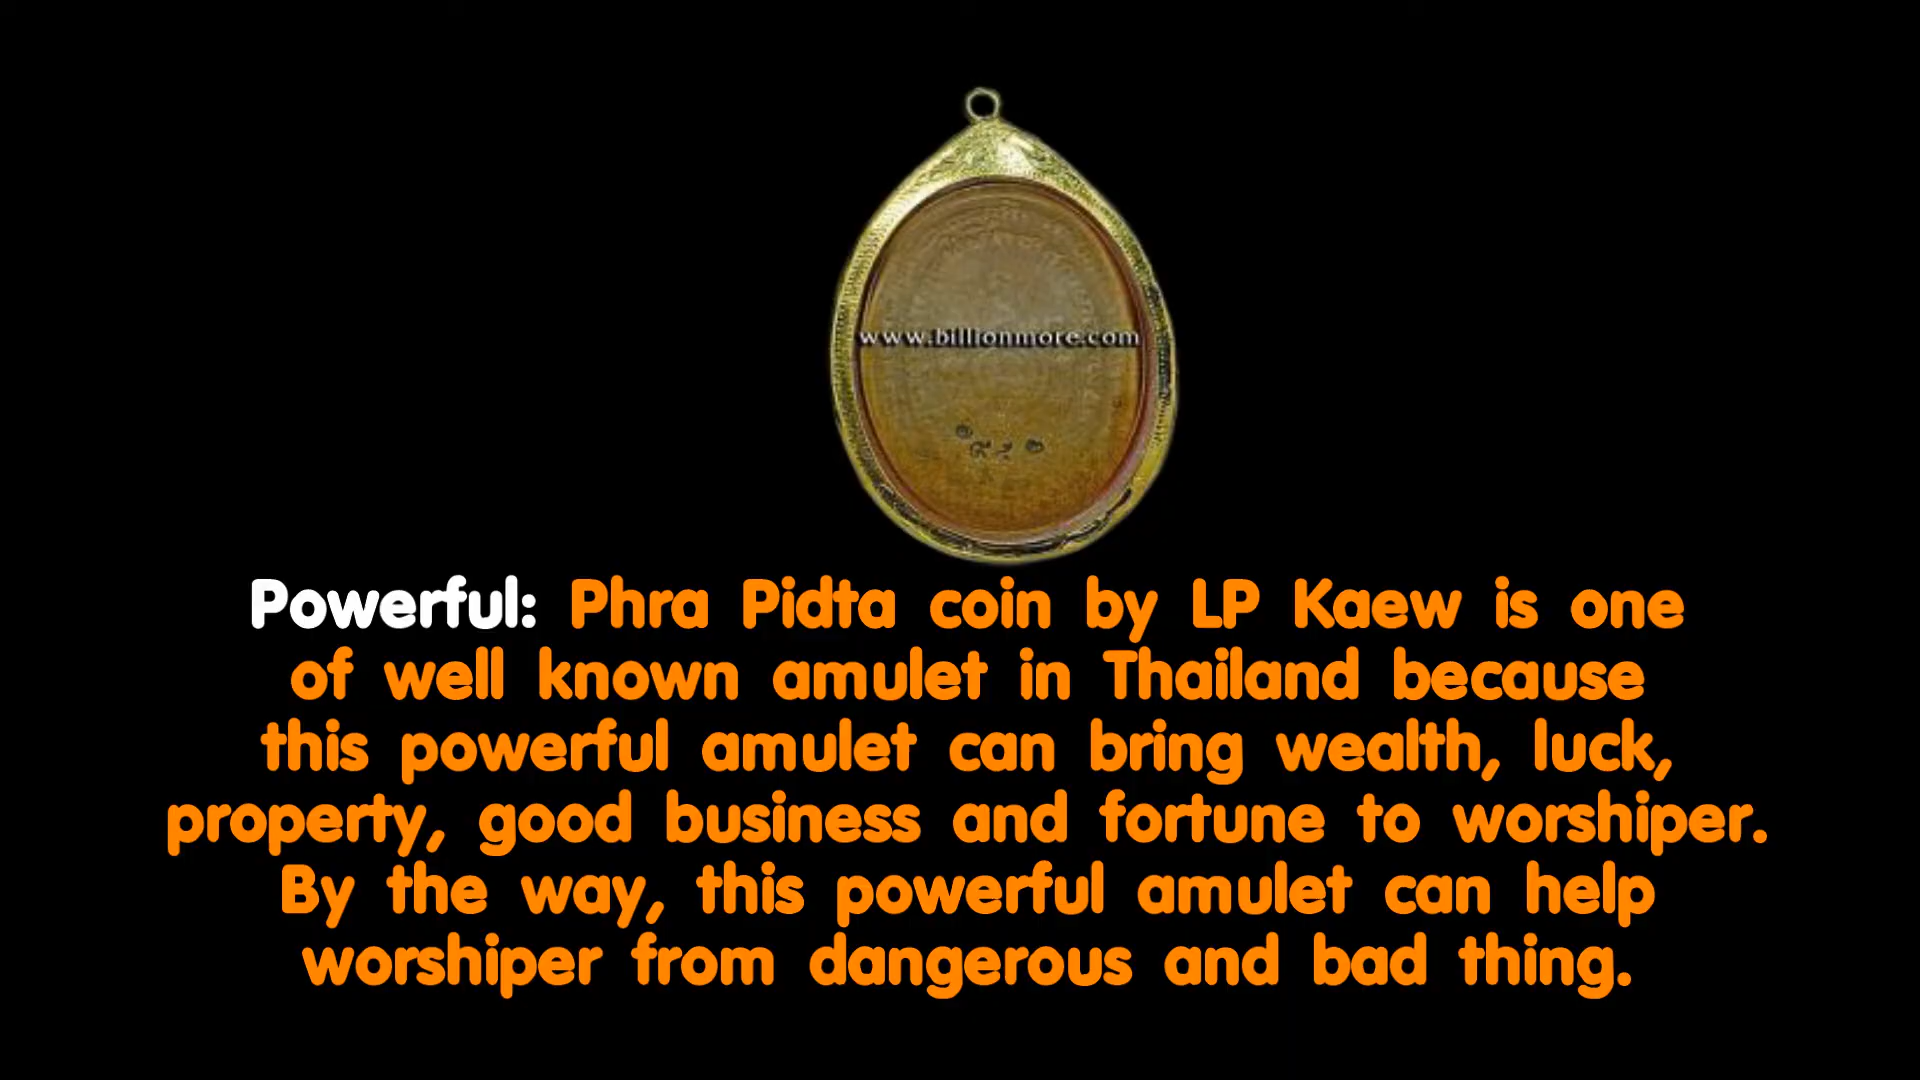 www.billionmore.com
Powerful: Phra Pidta coin by LP Kaew is one
of well known amulet in Thailand because
this powerful amulet can bring wealth, luck,
property, good business and fortune to worshiper.
By the way, this powerful amulet can help
worshiper from dangerous and bad thing.